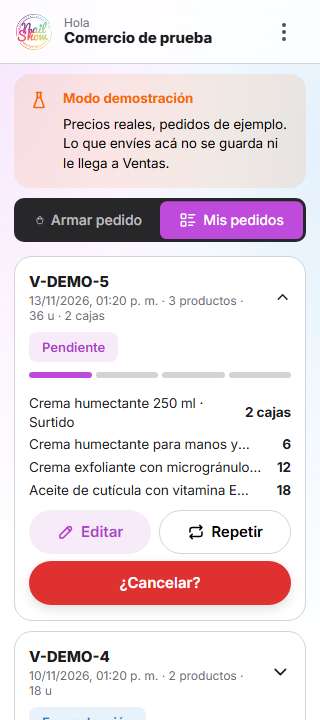 Nail Show
Hola
Comercio de prueba
Modo demostración
Precios reales, pedidos de ejemplo.
Lo que envíes acá no se guarda ni
le llega a Ventas.
Armar pedido
Mis pedidos
V-DEMO-5
13/11/2026, 01:20 p. m. · 3 productos ·
36 u · 2 cajas
Pendiente
Crema humectante 250 ml ·
Surtido
2 cajas
Crema humectante para manos y... 6
Crema exfoliante con microgránulo... 12
Aceite de cutícula con vitamina E... 18
Editar
Repetir
¿Cancelar?
V-DEMO-4
10/11/2026, 01:20 p. m. · 2 productos ·
18 u